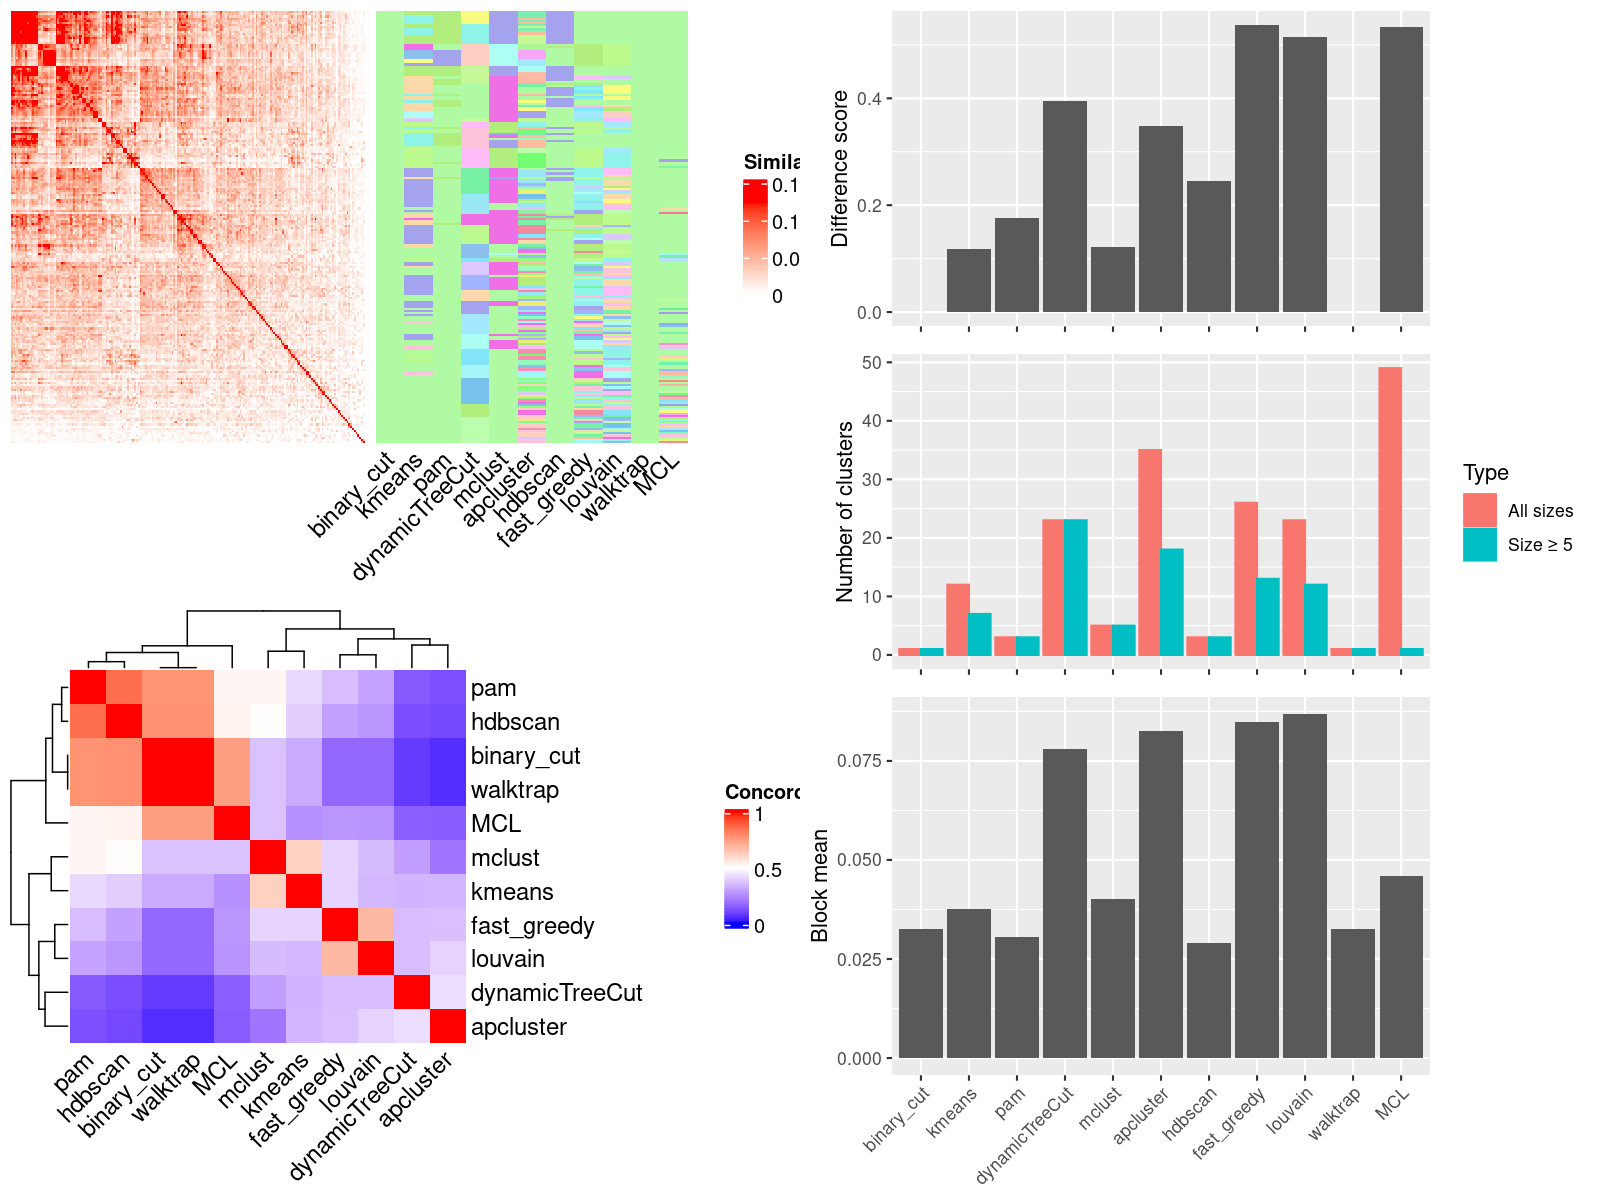 Simila
0.1
0.1
0.0
0
binary_cut
kmeans
pam
dynamicTreeCut
mclust
apcluster
hdbscan
fast_greedy
louvain
walktrap
MCL
pam
hdbscan
binary_cut
walktrap
MCL
mclust
kmeans
fast_greedy
louvain
dynamicTreeCut
apcluster
pam
hdbscan
binary_cut
walktrap
MCL
mclust
kmeans
fast_greedy
louvain
dynamicTreeCut
apcluster
Concord
1
0.5
0
Difference score
0.4
0.2
0.0
Number of clusters
50
40
30
20
10
0
Type
All sizes
Size ≥ 5
Block mean
0.075
0.050
0.025
0.000
binary_cut
kmeans
pam
dynamicTreeCut
mclust
apcluster
hdbscan
fast_greedy
louvain
walktrap
MCL